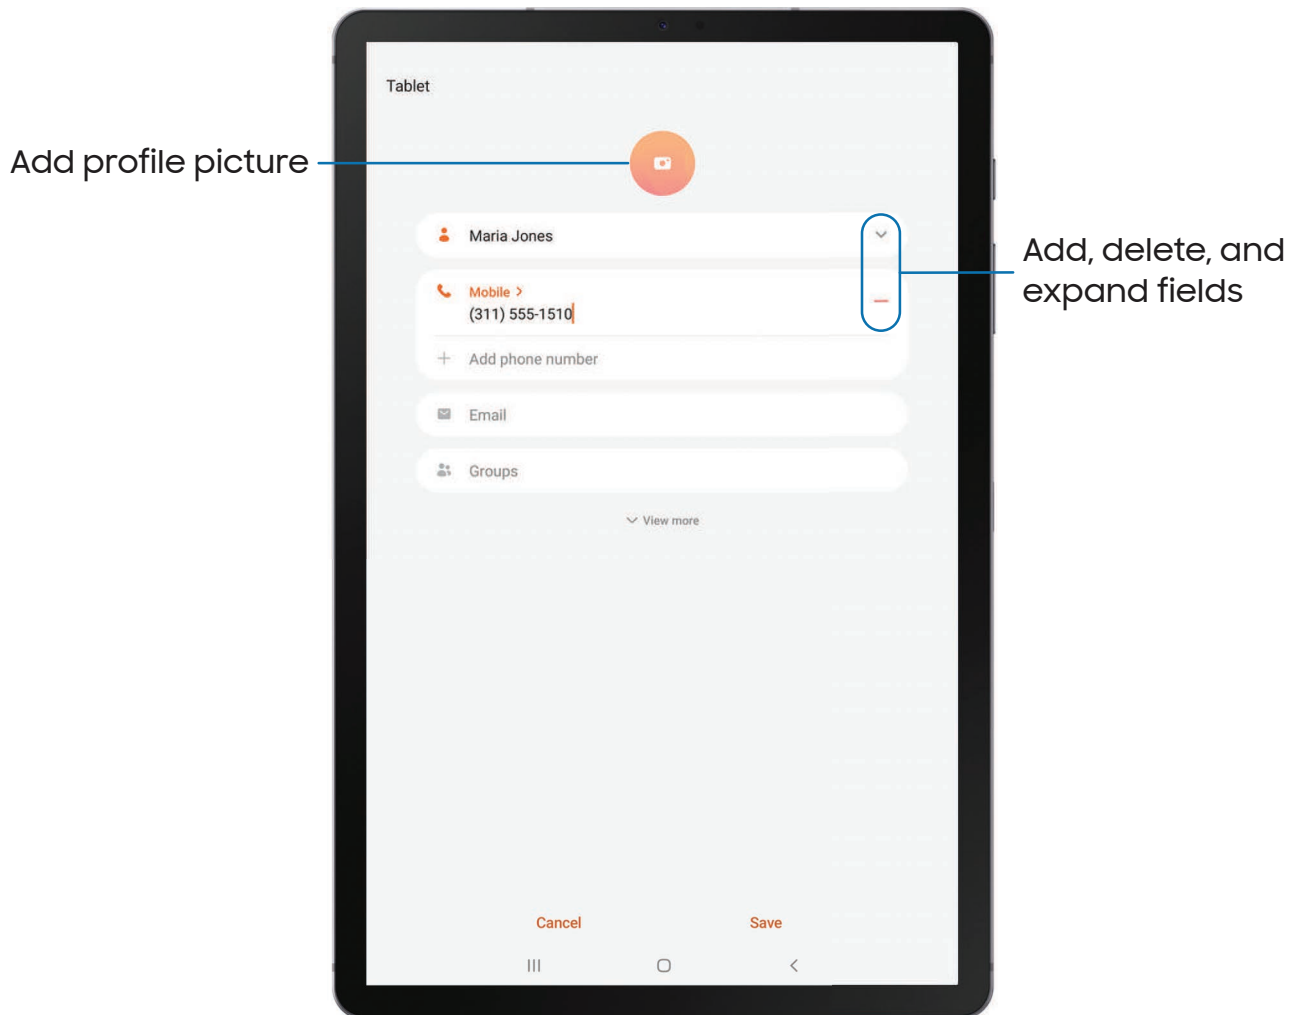 Tablet
Add profile picture
Maria Jones
Add, delete, and
expand fields
Mobile >
(311) 555-1510
Add phone number
Email
Groups
View more
Cancel
Save